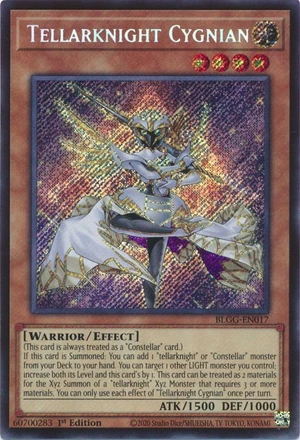 TELLARKNIGHT CYGNIAN
BLGG-EN017
[WARRIOR/EFFECT]
(This card is always treated as a "Constellar" card.)
If this card is Summoned: You can add 1 "tellarknight" or "Constellar" monster
from your Deck to your hand. You can target 1 other LIGHT monster you control;
increase both its Level and this card's by 1. This card can be treated as 2 materials
for the Xyz Summon of a "tellarknight" Xyz Monster that requires 3 or more
materials. You can only use each effect of "Tellarknight Cygnian" once per turn.
ATK/1500 DEF/1000
60700283 1st Edition
©2020 Studio Dice/SHUEISHA, TV TOKYO, KONAMI